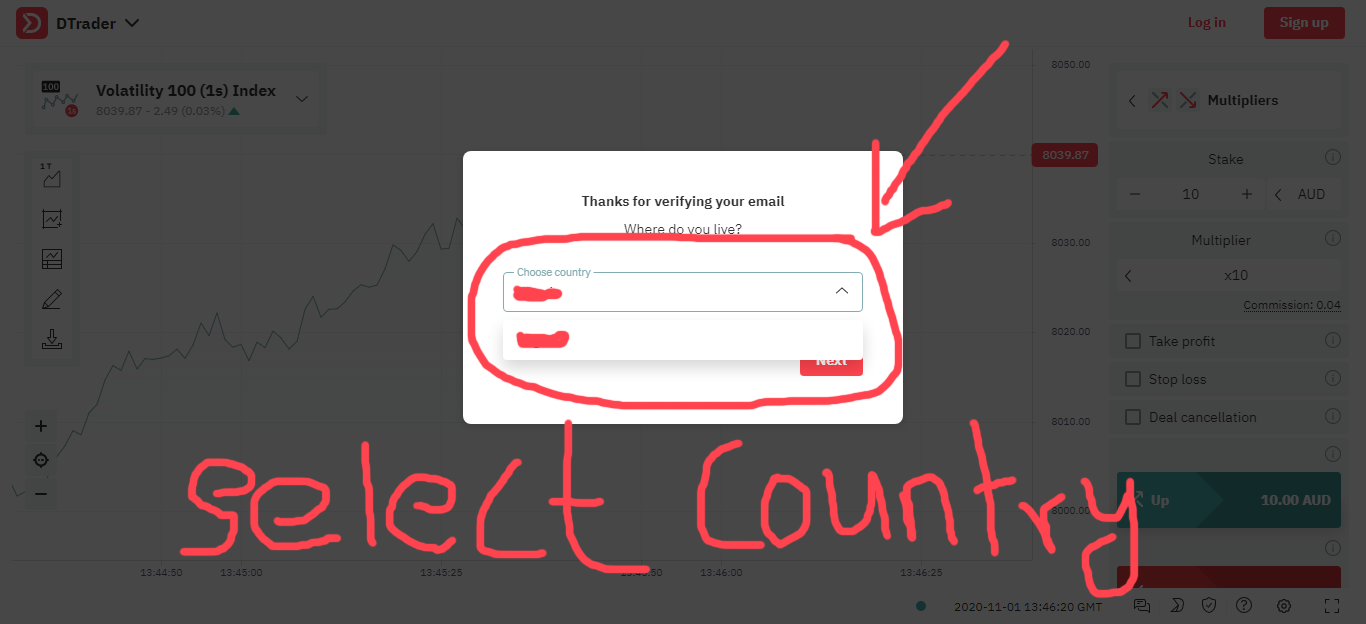 DTrader
Log in
Sign up
100
Volatility 100 (1s) Index
1s
8039.87 - 2.49 (0.03%)
8050.00
Multipliers
8039.87
Stake
1T
Thanks for verifying your email
10
AUD
Where do you live?
8030.00
Multiplier
Choose country
x10
Commission: 0.04
8020.00
Take profit
Next
Stop loss
8010.00
Deal cancellation
select Country
Up
10.00 AUD
8000.00
13:44:50
13:45:00
13:45:25
13:45:50
13:46:00
13:46:25
2020-11-01 13:46:20 GMT